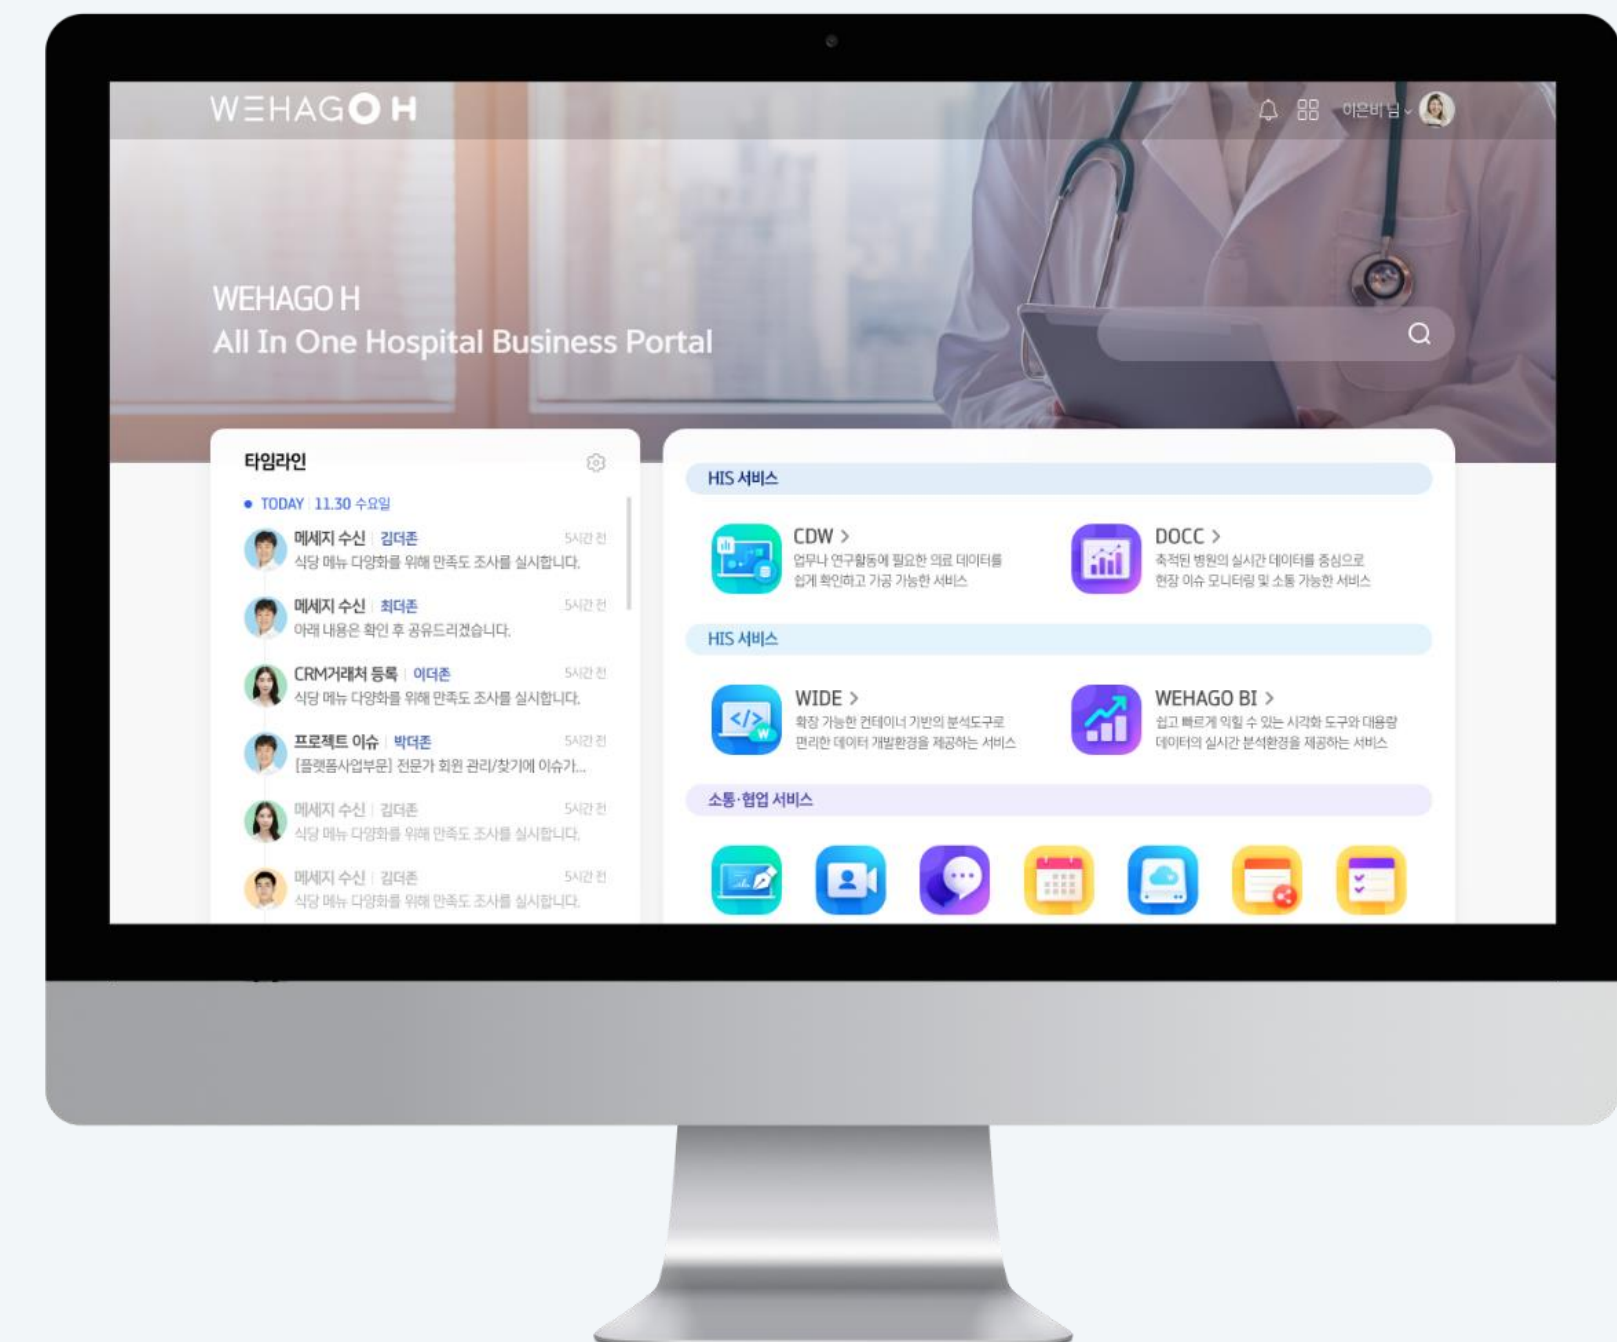 WEHAGO H
이은비 님
WEHAGO H
All In One Hospital Business Portal
타임라인
TODAY 11.30 수요일
메세지 수신 김더존 5시간 전
식당 메뉴 다양화를 위해 만족도 조사를 실시합니다.
메세지 수신 최더존 5시간 전
아래 내용은 확인 후 공유드리겠습니다.
CRM거래처 등록 이더존 5시간 전
식당 메뉴 다양화를 위해 만족도 조사를 실시합니다.
프로젝트 이슈 박더존 5시간 전
[플랫폼사업부문] 전문가 회원 관리/찾기에 이슈가...
메세지 수신 김더존 5시간 전
식당 메뉴 다양화를 위해 만족도 조사를 실시합니다.
메세지 수신 김더존 5시간 전
식당 메뉴 다양화를 위해 만족도 조사를 실시합니다.
HIS 서비스
CDW >
업무나 연구활동에 필요한 의료 데이터를
쉽게 확인하고 가공 가능한 서비스
DOCC >
축적된 병원의 실시간 데이터를 중심으로
현장 이슈 모니터링 및 소통 가능한 서비스
HIS 서비스
WIDE >
확장 가능한 컨테이너 기반의 분석도구로
편리한 데이터 개발환경을 제공하는 서비스
WEHAGO BI >
쉽고 빠르게 익힐 수 있는 시각화 도구와 대용량
데이터의 실시간 분석환경을 제공하는 서비스
소통·협업 서비스